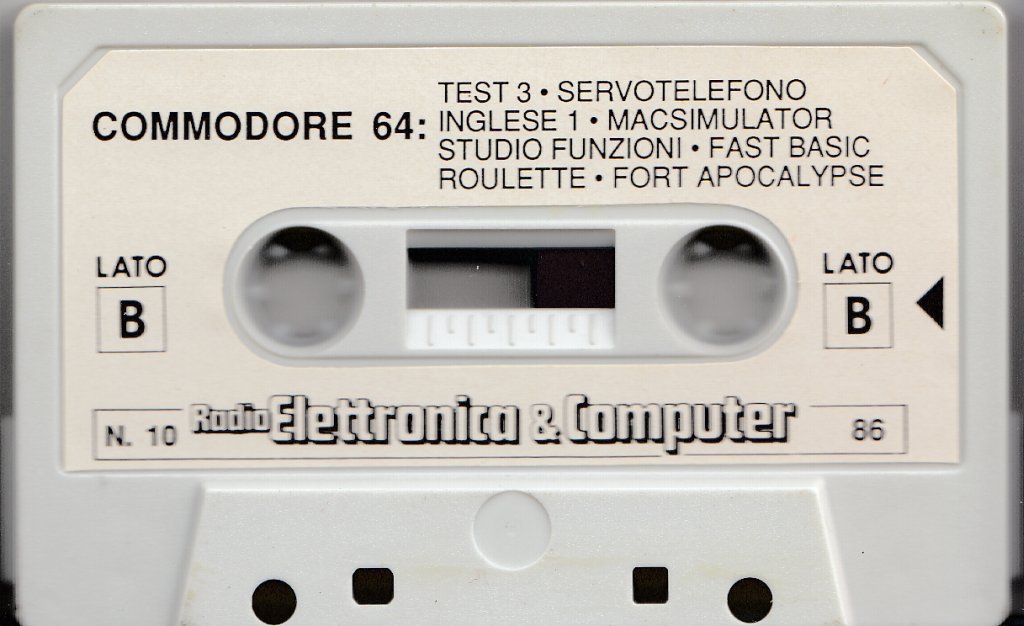 TEST 3 • SERVOTELEFONO
COMMODORE 64: INGLESE 1 • MACSIMULATOR
STUDIO FUNZIONI • FAST BASIC
ROULETTE • FORT APOCALYPSE
LATO
B
LATO
B
N. 10 Radio Elettronica & Computer 86